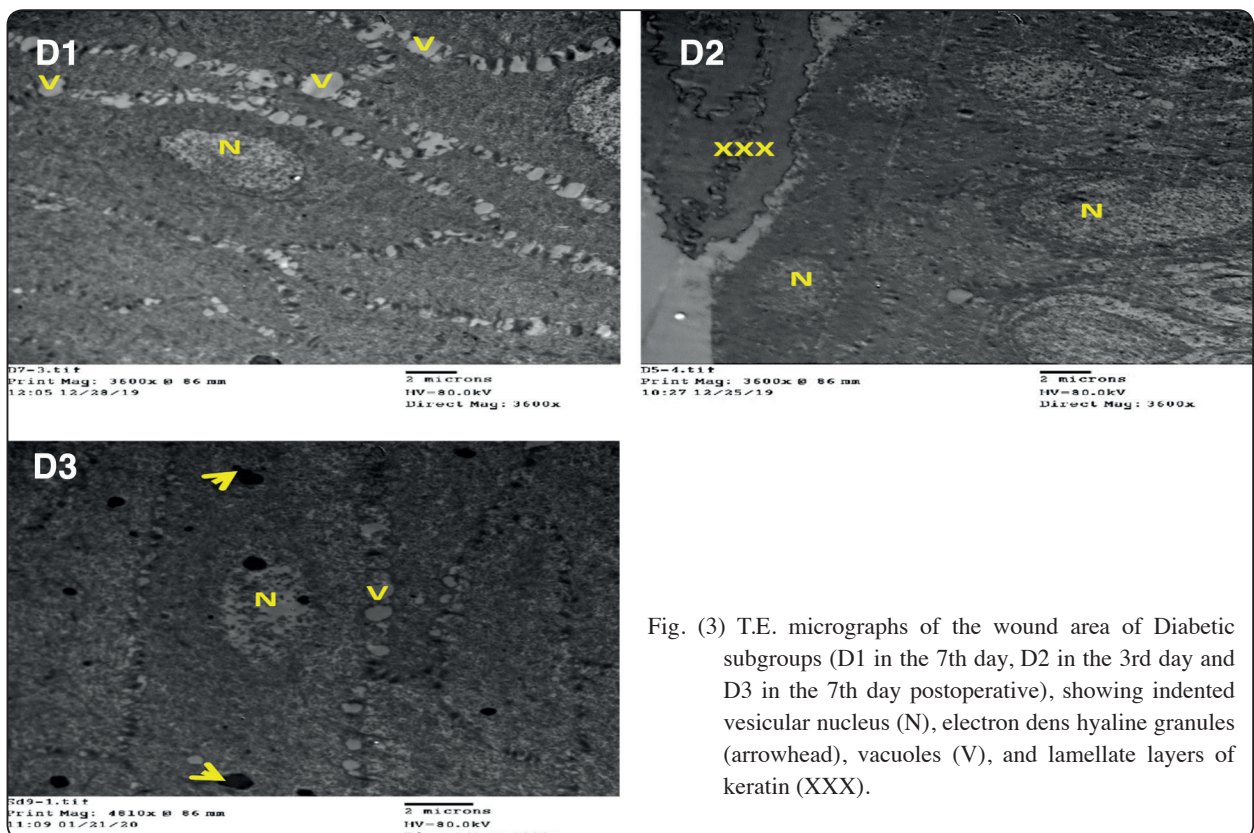 D1
V
V
V
N
D7-3.tif
Print Mag: 3600x @ 86 mm
12:05 12/28/19
2 microns
HV=80.0kV
Direct Mag: 3600x
D2
XXX
N
N
D5-4.tif
Print Mag: 3600x @ 86 mm
10:27 12/25/19
2 microns
HV=80.0kV
Direct Mag: 3600x
D3
N
V
Sd9-1.tif
Print Mag: 4810x @ 86 mm
11:09 01/21/20
2 microns
HV=80.0kV
Fig. (3) T.E. micrographs of the wound area of Diabetic
subgroups (D1 in the 7th day, D2 in the 3rd day and
D3 in the 7th day postoperative), showing indented
vesicular nucleus (N), electron dens hyaline granules
(arrowhead), vacuoles (V), and lamellate layers of
keratin (XXX).